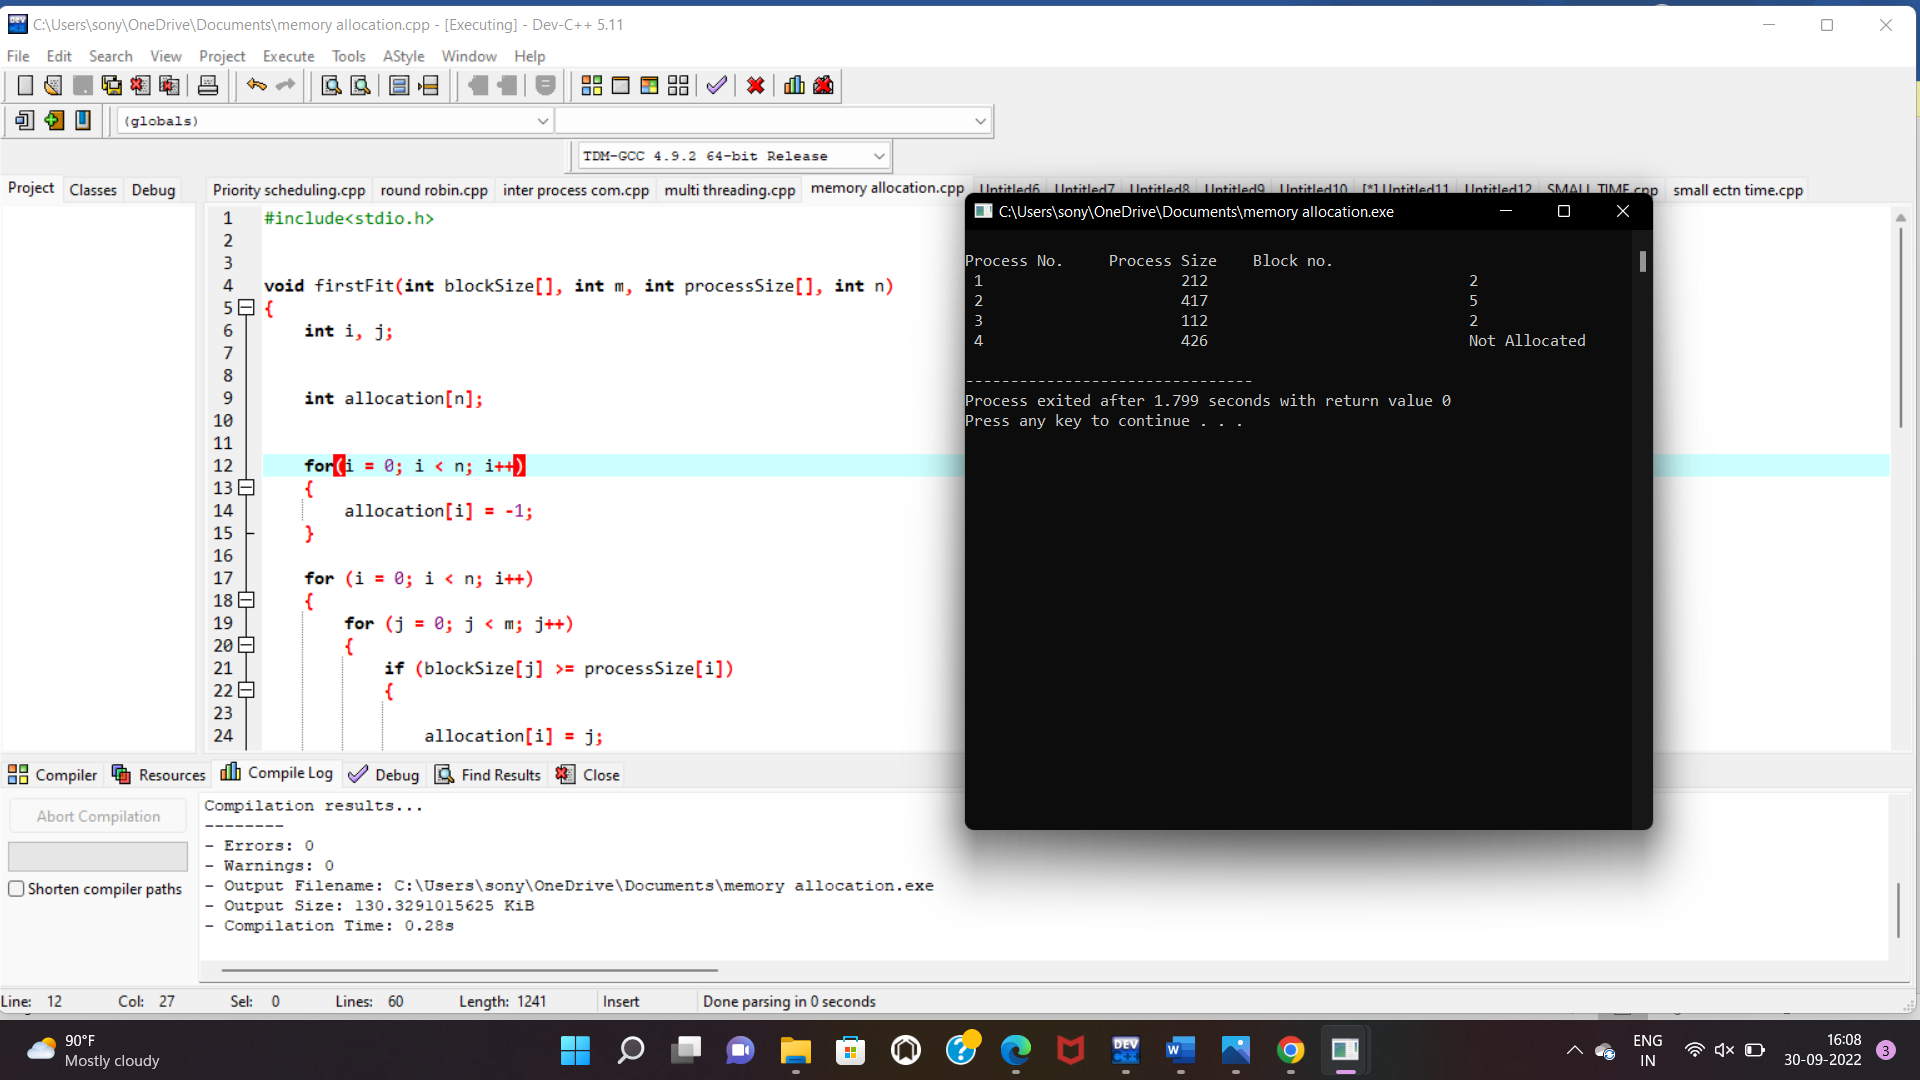 C:\Users\sony\OneDrive\Documents\memory allocation.cpp - [Executing] - Dev-C++ 5.11
File Edit Search View Project Execute Tools AStyle Window Help
(globals)
TDM-GCC 4.9.2 64-bit Release
Project Classes Debug
Priority scheduling.cpp round robin.cpp inter process com.cpp multi threading.cpp memory allocation.cpp Untitled6 Untitled7 Untitled8 Untitled9 Untitled10 [*] Untitled11 Untitled12 SMALL TIME.cpp small ectn time.cpp
1 #include<stdio.h>
2
3
4 void firstFit(int blockSize[], int m, int processSize[], int n)
5 {
6 int i, j;
7
8
9 int allocation[n];
10
11
12 for(i = 0; i < n; i++)
13 {
14 allocation[i] = -1;
15 }
16
17 for (i = 0; i < n; i++)
18 {
19 for (j = 0; j < m; j++)
20 {
21 if (blockSize[j] >= processSize[i])
22 {
23
24 allocation[i] = j;
C:\Users\sony\OneDrive\Documents\memory allocation.exe
Process No. Process Size Block no.
1 212 2
2 417 5
3 112 2
4 426 Not Allocated
--------------------------------
Process exited after 1.799 seconds with return value 0
Press any key to continue . . .
Compiler Resources Compile Log Debug Find Results Close
Abort Compilation
Shorten compiler paths
Compilation results...
--------
- Errors: 0
- Warnings: 0
- Output Filename: C:\Users\sony\OneDrive\Documents\memory allocation.exe
- Output Size: 130.3291015625 KiB
- Compilation Time: 0.28s
Line: 12 Col: 27 Sel: 0 Lines: 60 Length: 1241 Insert Done parsing in 0 seconds
90°F
Mostly cloudy
DEV
C++
W
ENG
IN
16:08
30-09-2022
3